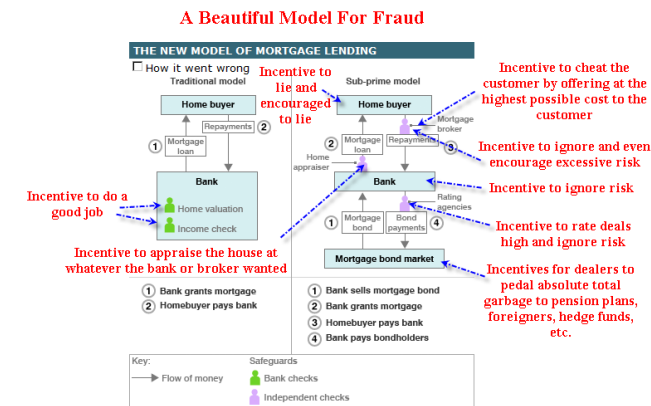 A Beautiful Model For Fraud
THE NEW MODEL OF MORTGAGE LENDING
How it went wrong
Traditional model
Home buyer
Repayments
2
1
Mortgage
loan
Bank
Home valuation
Income check
Incentive to do a
good job
1 Bank grants mortgage
2 Homebuyer pays bank
Sub-prime model
Incentive to
lie and
encouraged
to lie
Home buyer
Mortgage
broker
2
Mortgage
loan
Repayments
3
Home
appraiser
Bank
Rating
agencies
1
Mortgage
bond
Bond
payments
4
Mortgage bond market
Incentive to cheat the
customer by offering at the
highest possible cost to the
customer
Incentive to ignore and even
encourage excessive risk
Incentive to ignore risk
Incentive to rate deals
high and ignore risk
Incentive to appraise the house at
whatever the bank or broker wanted
Incentives for dealers to
pedal absolute total
garbage to pension plans,
foreigners, hedge funds,
etc.
1 Bank sells mortgage bond
2 Bank grants mortgage
3 Homebuyer pays bank
4 Bank pays bondholders
Key:
Flow of money
Safeguards
Bank checks
Independent checks